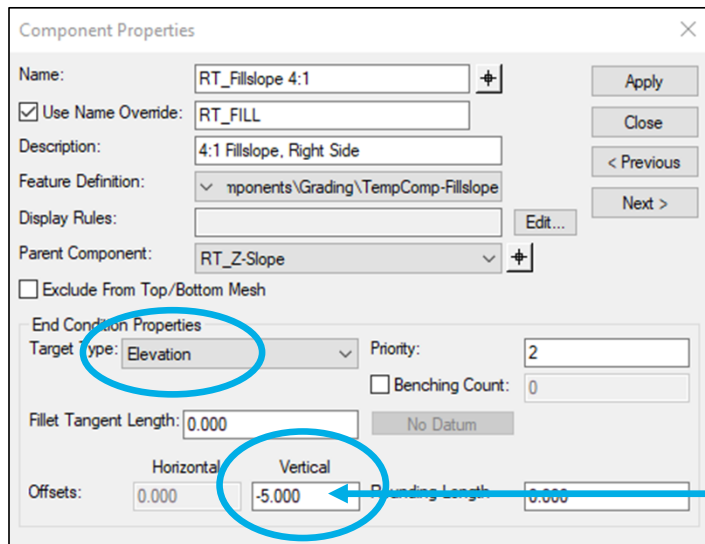 Component Properties
Name: RT_Fillslope 4:1 Apply
Use Name Override: RT_FILL Close
Description: 4:1 Fillslope, Right Side < Previous
Feature Definition: mponents\Grading\TempComp-Fillslope Next >
Display Rules: Edit...
Parent Component: RT_Z-Slope
Exclude From Top/Bottom Mesh
End Condition Properties
Target Type: Elevation Priority: 2
Benching Count: 0
Fillet Tangent Length: 0.000 No Datum
Horizontal Vertical
Offsets: 0.000 -5.000 Rounding Length 0.000